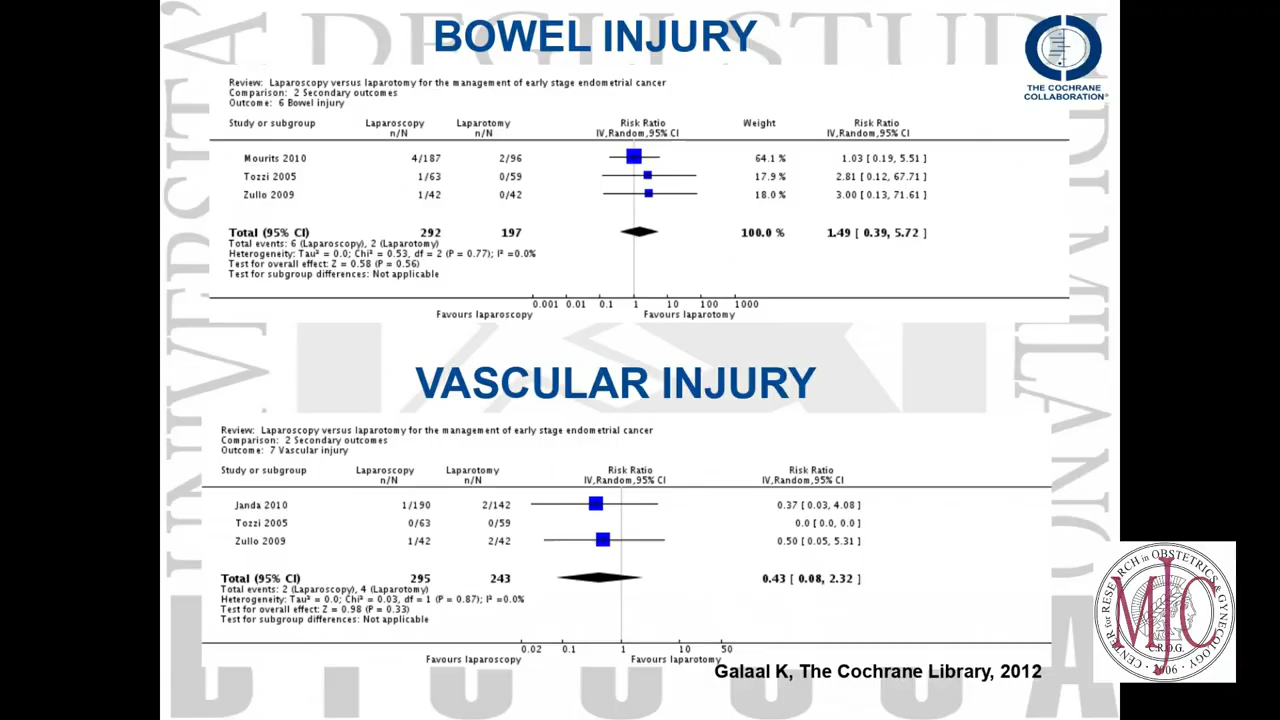 BOWEL INJURY
THE COCHRANE
COLLABORATION®
Review: Laparoscopy versus laparotomy for the management of early stage endometrial cancer
Comparison: 2 Secondary outcomes
Outcome: 6 Bowel injury
Study or subgroup Laparoscopy Laparotomy Risk Ratio Weight Risk Ratio
n/N n/N IV,Random,95% CI IV,Random,95% CI
Mourits 2010 4/187 2/96 64.1 % 1.03 [ 0.19, 5.51 ]
Tozzi 2005 1/63 0/59 17.9 % 2.81 [ 0.12, 67.71 ]
Zullo 2009 1/42 0/42 18.0 % 3.00 [ 0.13, 71.61 ]
Total (95% CI) 292 197 100.0 % 1.49 [ 0.39, 5.72 ]
Total events: 6 (Laparoscopy), 2 (Laparotomy)
Heterogeneity: Tau² = 0.0; Chi² = 0.53, df = 2 (P = 0.77); I² =0.0%
Test for overall effect: Z = 0.58 (P = 0.56)
Test for subgroup differences: Not applicable
0.001 0.01 0.1 1 10 100 1000
Favours laparoscopy Favours laparotomy
VASCULAR INJURY
Review: Laparoscopy versus laparotomy for the management of early stage endometrial cancer
Comparison: 2 Secondary outcomes
Outcome: 7 Vascular injury
Study or subgroup Laparoscopy Laparotomy Risk Ratio Risk Ratio
n/N n/N IV,Random,95% CI IV,Random,95% CI
Janda 2010 1/190 2/142 0.37 [ 0.03, 4.08 ]
Tozzi 2005 0/63 0/59 0.0 [ 0.0, 0.0 ]
Zullo 2009 1/42 2/42 0.50 [ 0.05, 5.31 ]
Total (95% CI) 295 243 0.43 [ 0.08, 2.32 ]
Total events: 2 (Laparoscopy), 4 (Laparotomy)
Heterogeneity: Tau² = 0.0; Chi² = 0.03, df = 1 (P = 0.87); I² =0.0%
Test for overall effect: Z = 0.98 (P = 0.33)
Test for subgroup differences: Not applicable
0.02 0.1 1 10 50
Favours laparoscopy Favours laparotomy
Galaal K, The Cochrane Library, 2012
CENTER for RESEARCH in OBSTETRICS & GYNECOLOGY
MJC
C.R.O.G.
2006